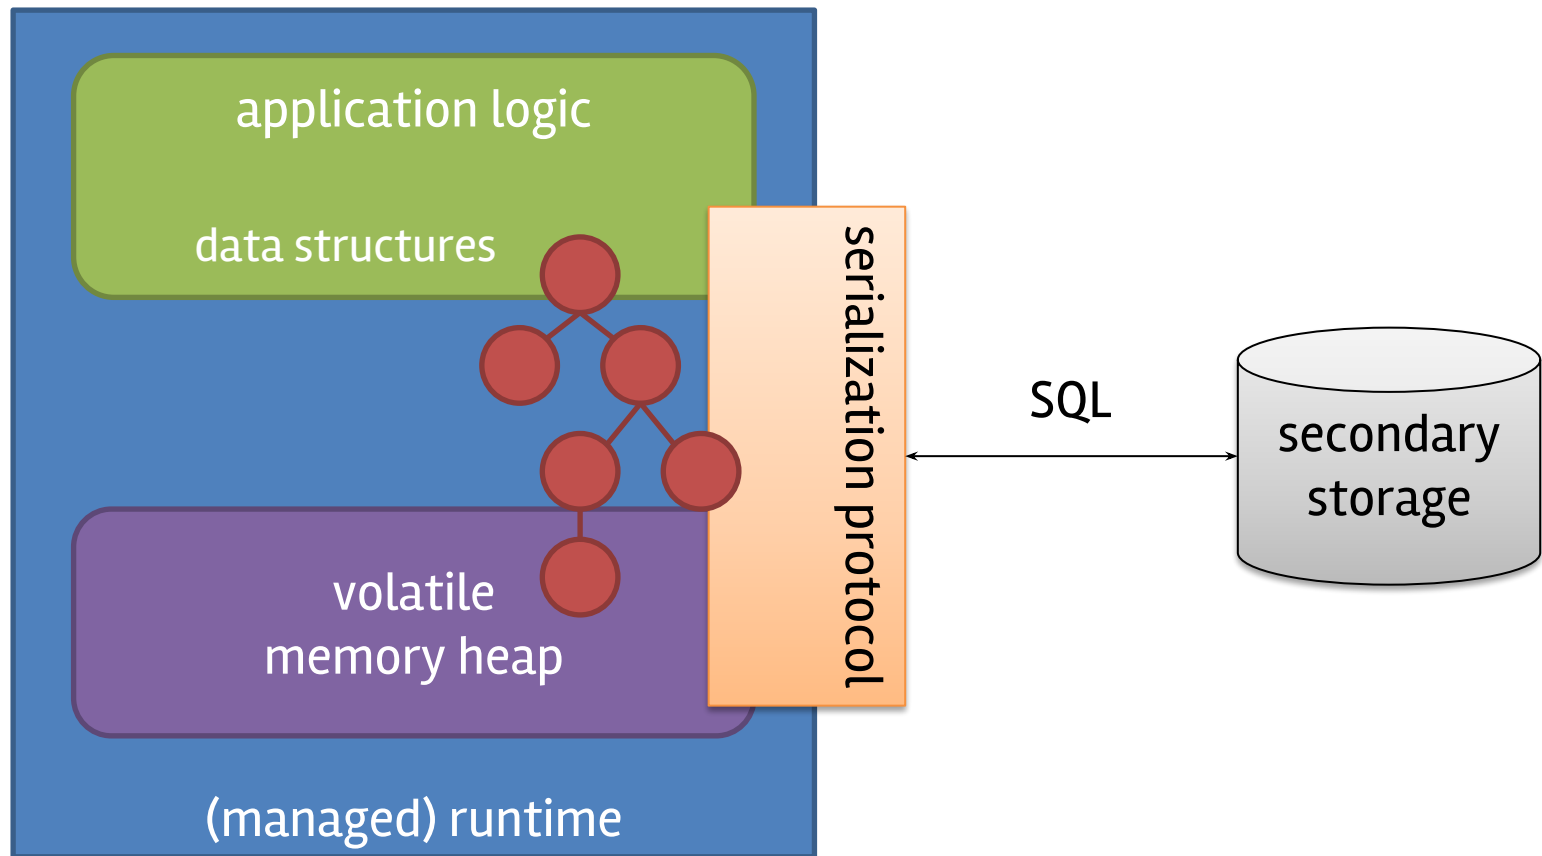 application logic
data structures
serialization protocol
SQL
secondary
storage
volatile
memory heap
(managed) runtime